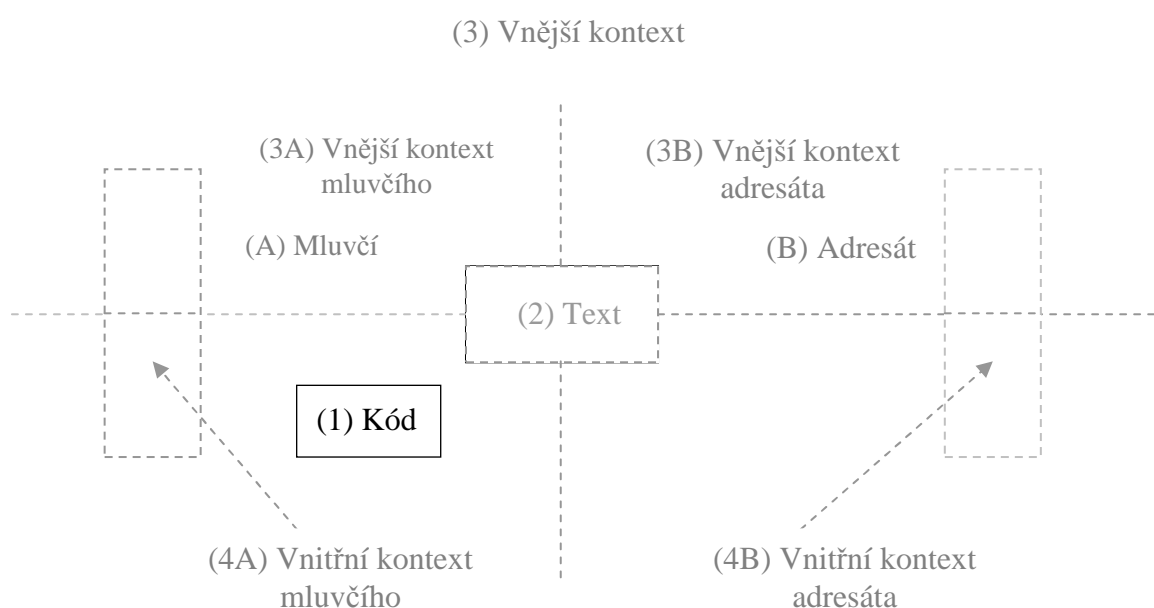 (3) Vnější kontext
(3A) Vnější kontext
mluvčího
(3B) Vnější kontext
adresáta
(A) Mluvčí
(B) Adresát
(2) Text
(1) Kód
(4A) Vnitřní kontext
mluvčího
(4B) Vnitřní kontext
adresáta